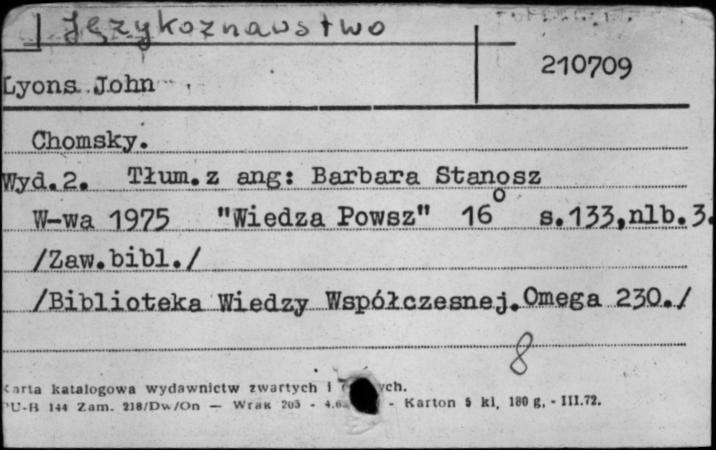 Językoznawstwo
Lyons John
210709
Chomsky.
Wyd.2. Tłum.z ang: Barbara Stanosz
W-wa 1975 "Wiedza Powsz" 16o s.133,nlb.3.
/Zaw.bibl./
/Biblioteka Wiedzy Współczesnej.Omega 230./
8
Karta katalogowa wydawnictw zwartych i
PU-B 144 Zam. 218/Dw/On — Wrak 203 - - Karton 5 kl, 180 g, - III.72.